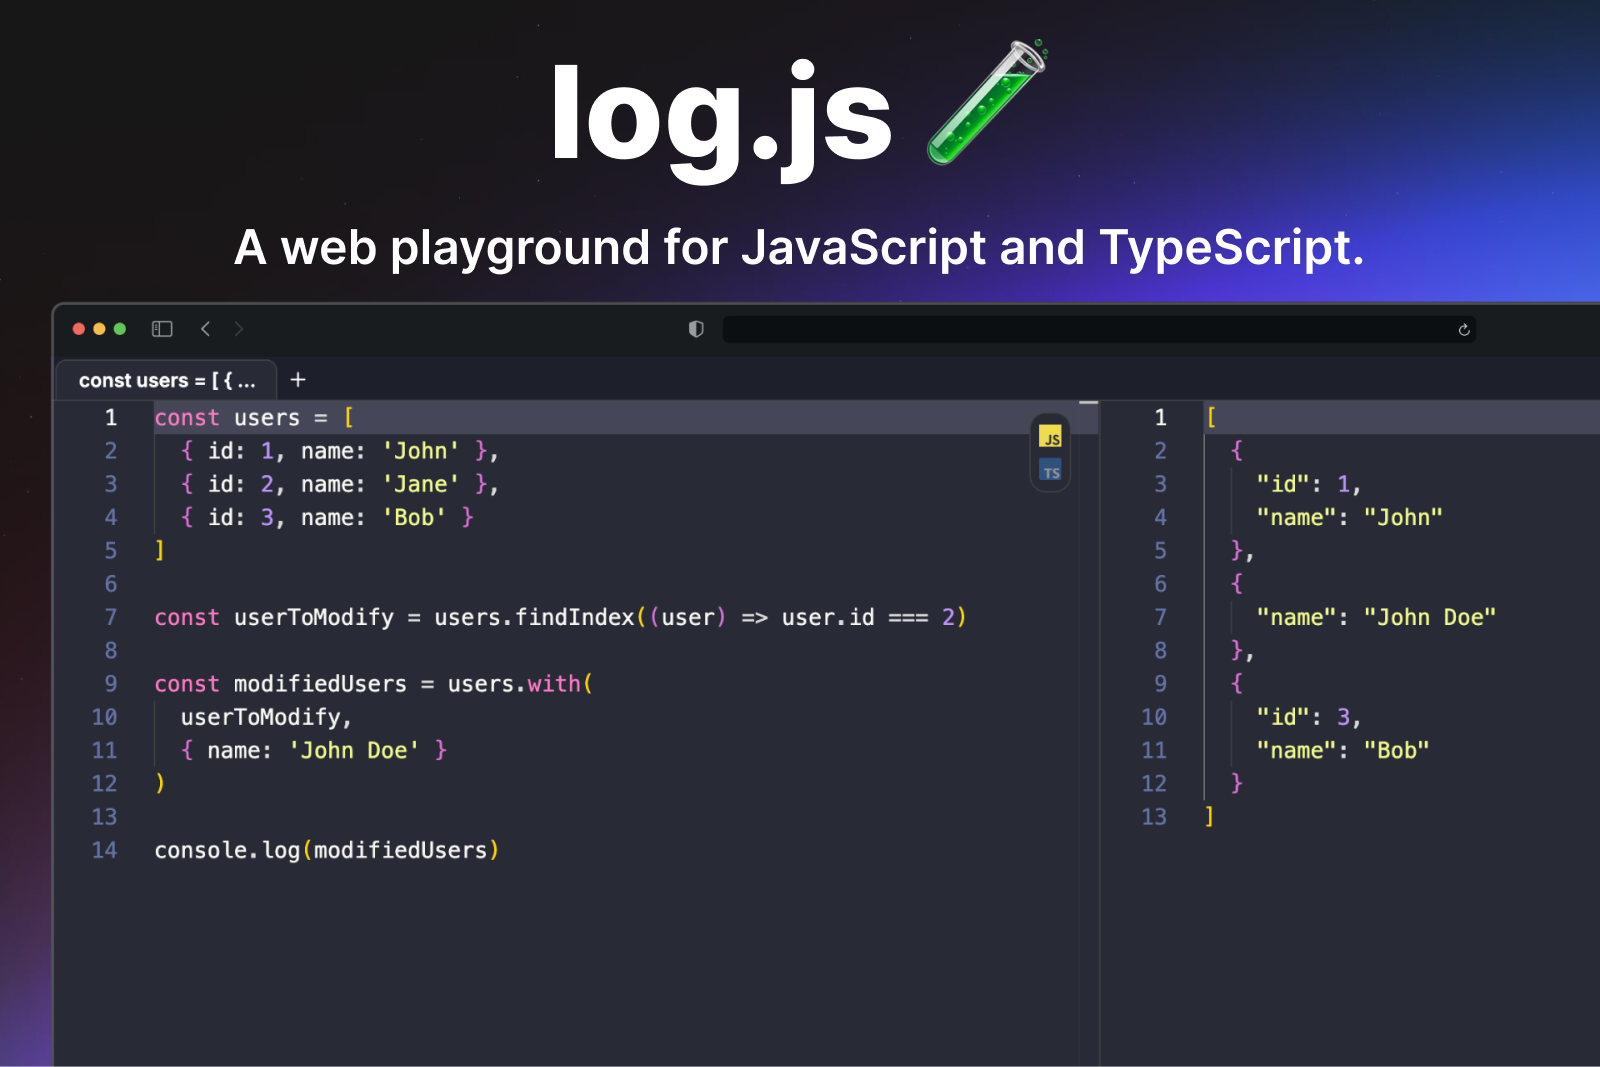 log.js
A web playground for JavaScript and TypeScript.
const users = [ { ...
+
1 const users = [
2 { id: 1, name: 'John' },
3 { id: 2, name: 'Jane' },
4 { id: 3, name: 'Bob' }
5 ]
6
7 const userToModify = users.findIndex((user) => user.id === 2)
8
9 const modifiedUsers = users.with(
10 userToModify,
11 { name: 'John Doe' }
12 )
13
14 console.log(modifiedUsers)
JS
TS
1 [
2 {
3 "id": 1,
4 "name": "John"
5 },
6 {
7 "name": "John Doe"
8 },
9 {
10 "id": 3,
11 "name": "Bob"
12 }
13 ]